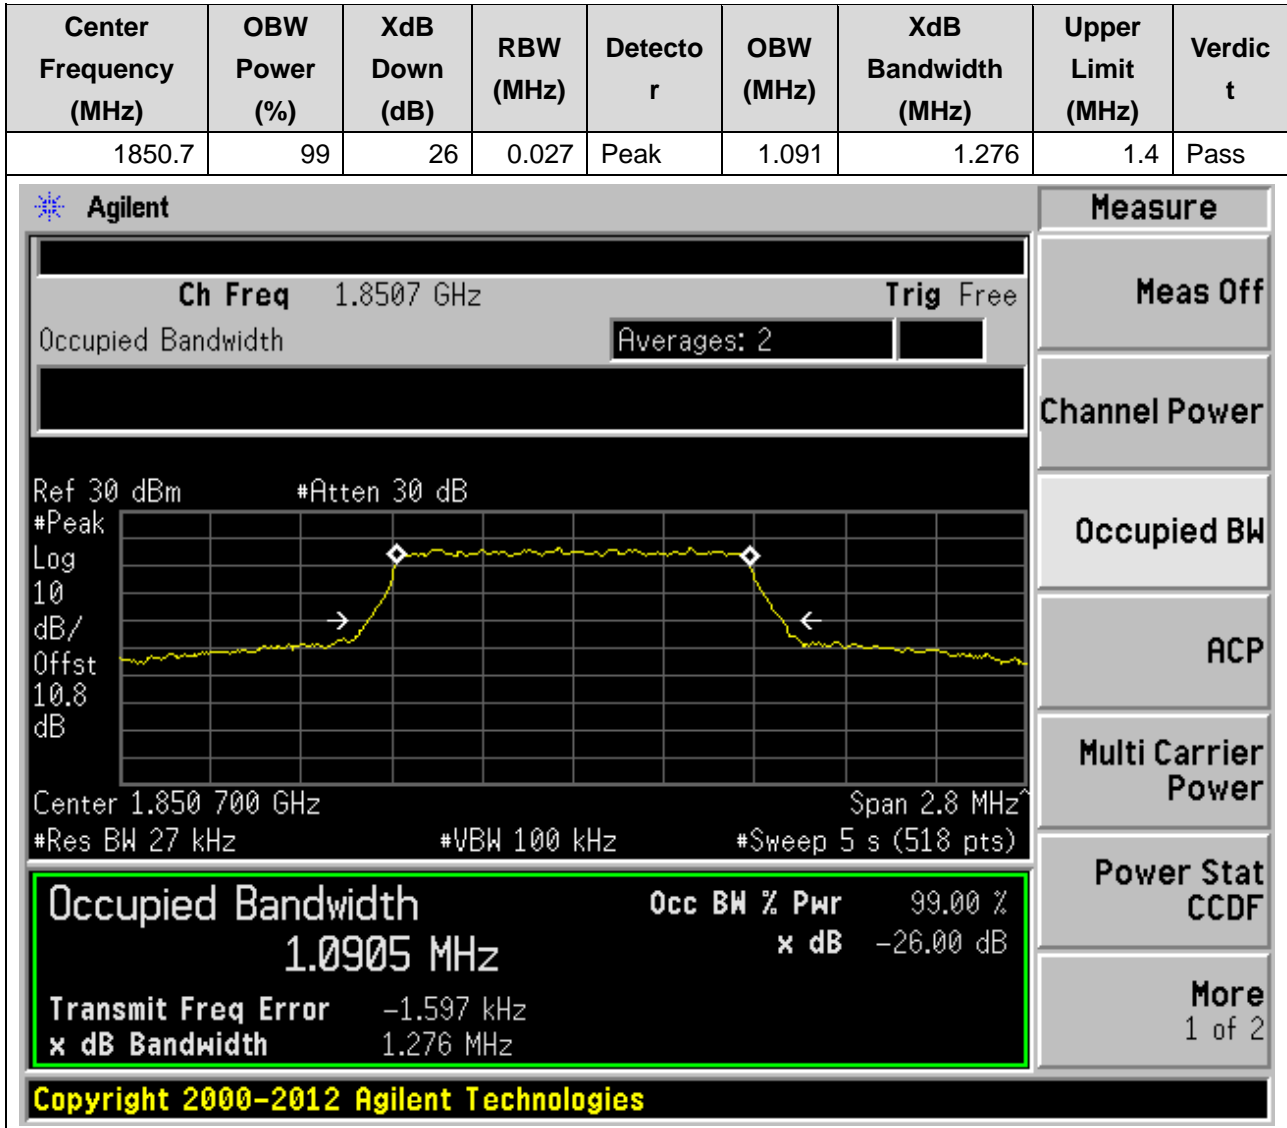 Center Frequency (MHz) OBW Power (%) XdB Down (dB) RBW (MHz) Detecto r OBW (MHz) XdB Bandwidth (MHz) Upper Limit (MHz) Verdic t
1850.7 99 26 0.027 Peak 1.091 1.276 1.4 Pass
Agilent
Measure
Ch Freq 1.8507 GHz Trig Free
Meas Off
Occupied Bandwidth Averages: 2
Channel Power
Ref 30 dBm #Atten 30 dB
#Peak
Log
10
dB/
Offst
10.8
dB
Occupied BW
ACP
Multi Carrier
Power
Center 1.850 700 GHz Span 2.8 MHz^
#Res BW 27 kHz #VBW 100 kHz #Sweep 5 s (518 pts)
Power Stat
CCDF
Occupied Bandwidth Occ BW % Pwr 99.00 %
1.0905 MHz x dB -26.00 dB
Transmit Freq Error -1.597 kHz
x dB Bandwidth 1.276 MHz
More
1 of 2
Copyright 2000-2012 Agilent Technologies